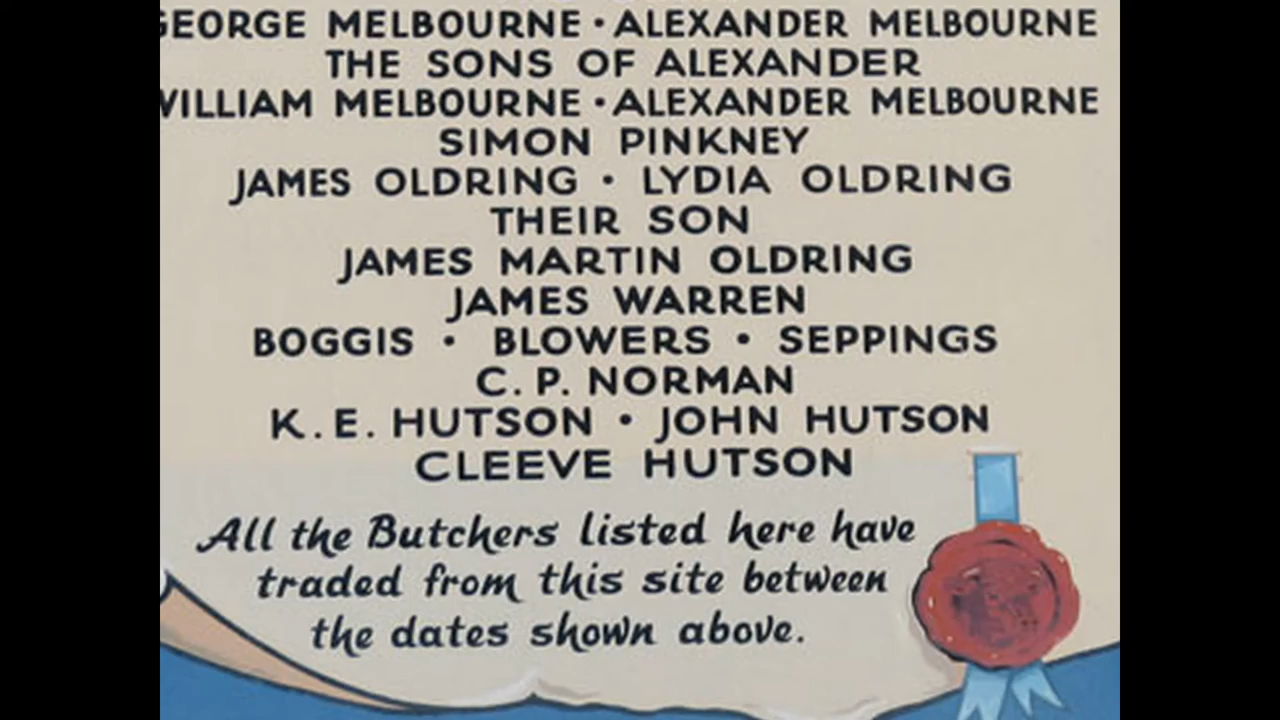 GEORGE MELBOURNE · ALEXANDER MELBOURNE
THE SONS OF ALEXANDER
WILLIAM MELBOURNE · ALEXANDER MELBOURNE
SIMON PINKNEY
JAMES OLDRING · LYDIA OLDRING
THEIR SON
JAMES MARTIN OLDRING
JAMES WARREN
BOGGIS · BLOWERS · SEPPINGS
C. P. NORMAN
K. E. HUTSON · JOHN HUTSON
CLEEVE HUTSON
All the Butchers listed here have
traded from this site between
the dates shown above.